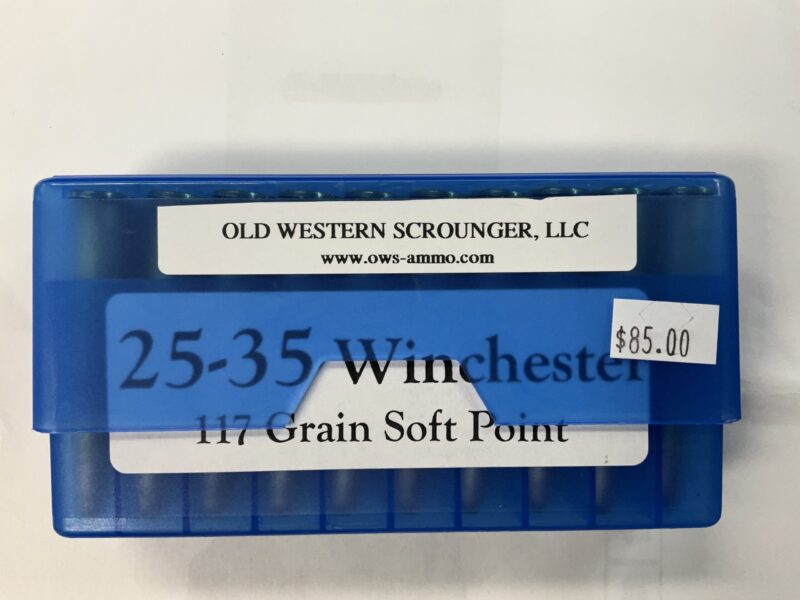 OLD WESTERN SCROUNGER, LLC
www.ows-ammo.com
25-35 Winchester
$85.00
117 Grain Soft Point